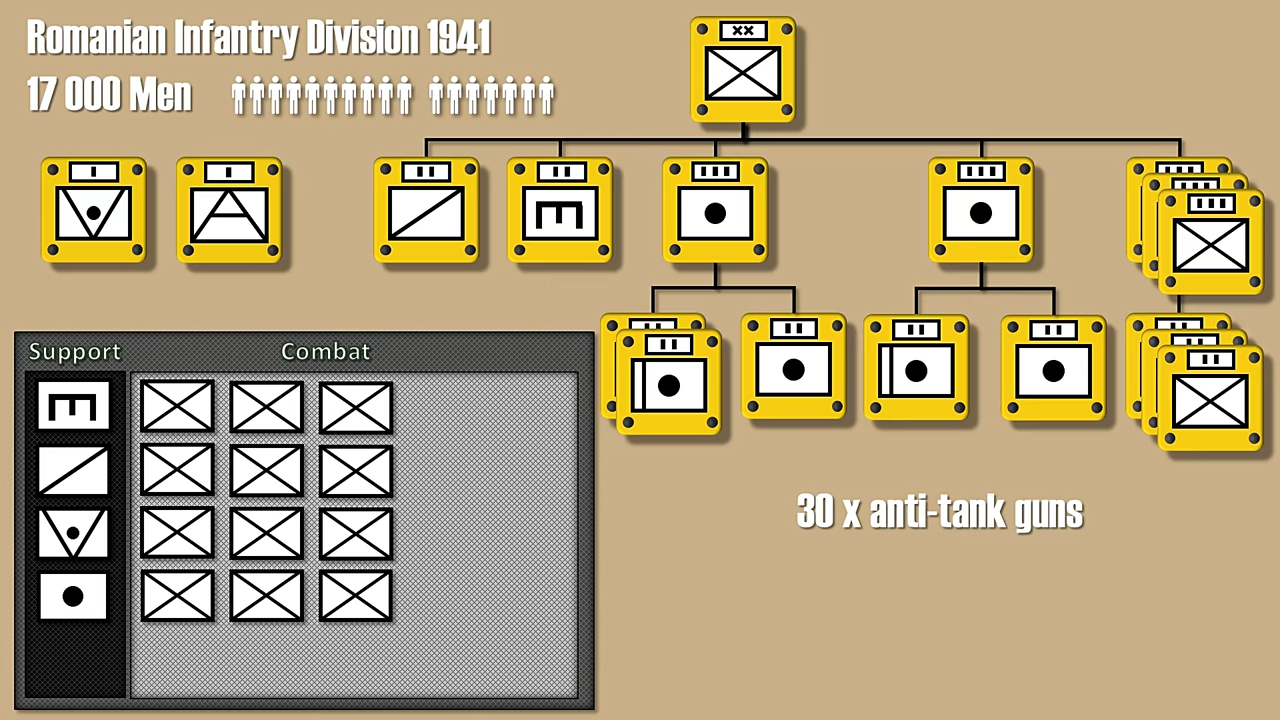 Romanian Infantry Division 1941
17 000 Men
Support
Combat
30 x anti-tank guns